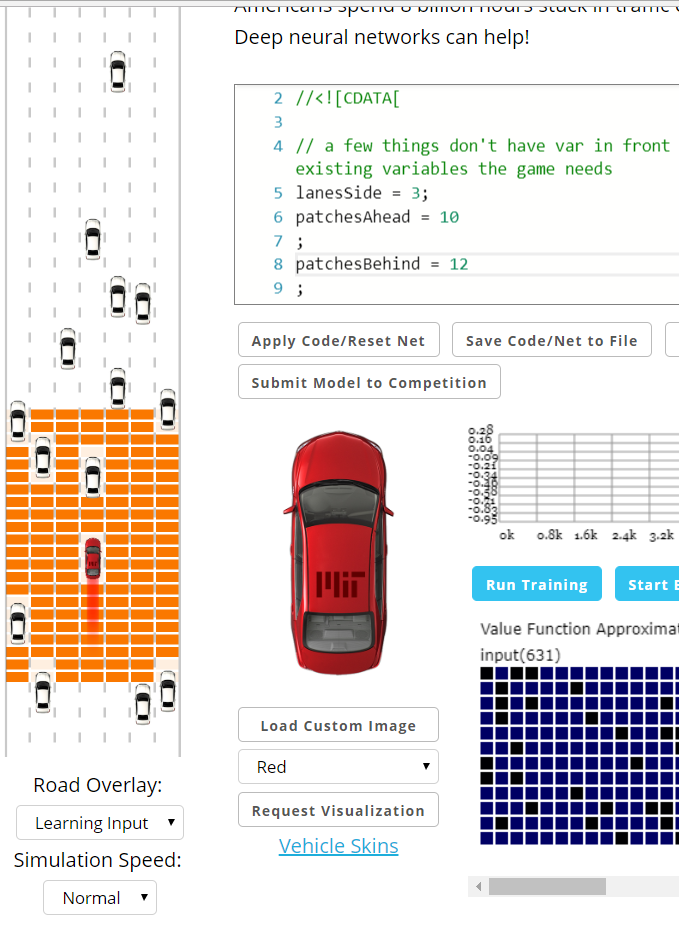 Americans spend 8 billion hours stuck in traffic
Deep neural networks can help!
2 //<![CDATA[
3
4 // a few things don't have var in front
existing variables the game needs
5 lanesSide = 3;
6 patchesAhead = 10
7 ;
8 patchesBehind = 12
9 ;
Apply Code/Reset Net
Save Code/Net to File
Submit Model to Competition
MIT
0.28
0.16
0.04
-0.09
-0.21
-0.34
-0.46
-0.58
-0.71
-0.83
-0.95
0k 0.8k 1.6k 2.4k 3.2k
Run Training
Start E
Value Function Approximat
input(631)
Load Custom Image
Red
Request Visualization
Vehicle Skins
Road Overlay:
Learning Input
Simulation Speed:
Normal